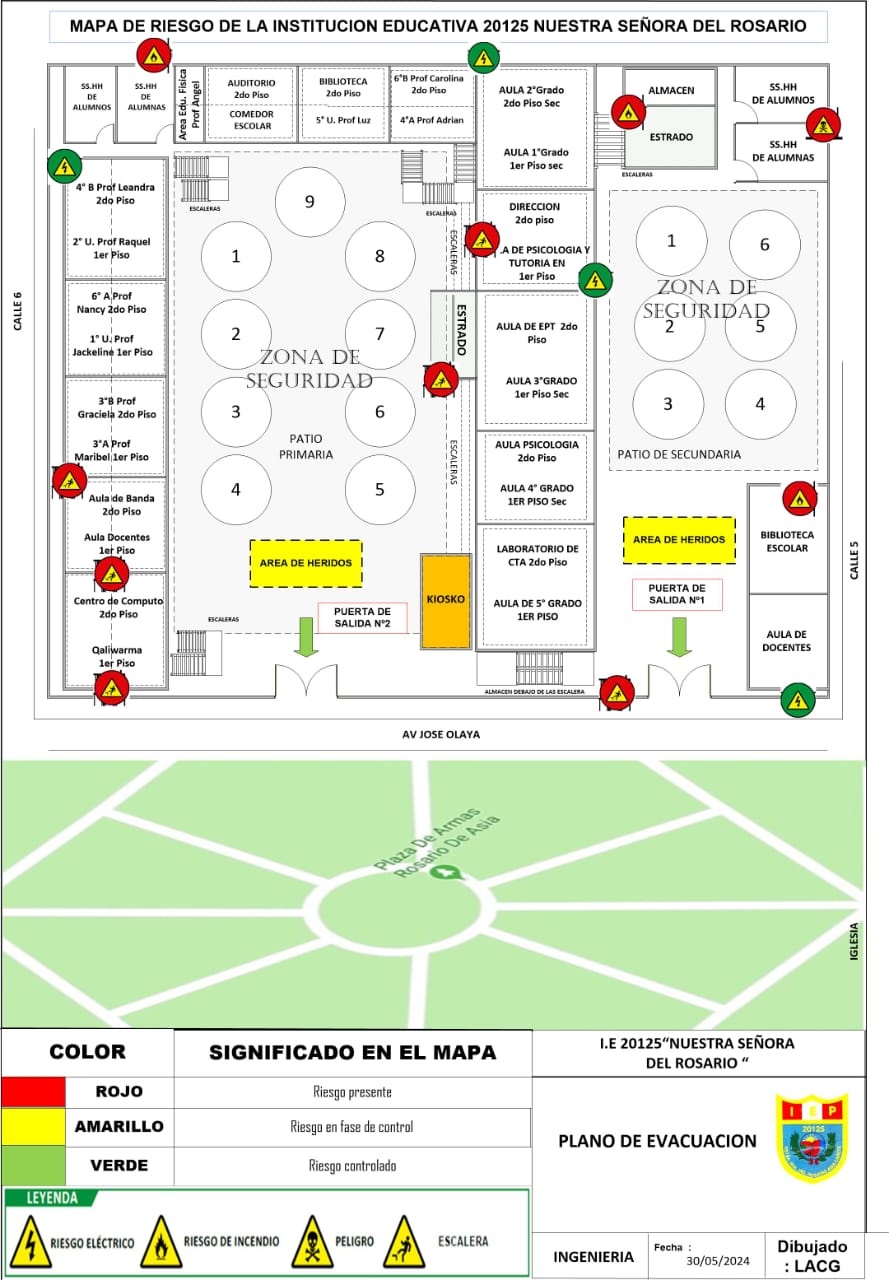 MAPA DE RIESGO DE LA INSTITUCION EDUCATIVA 20125 NUESTRA SEÑORA DEL ROSARIO
SS.HH
DE
ALUMNOS
SS.HH
DE
ALUMNAS
Area Edu. Fisica
Prof Angel
AUDITORIO
2do Piso
COMEDOR
ESCOLAR
BIBLIOTECA
2do Piso
5° U. Prof Luz
6°B Prof Carolina
2do Piso
4°A Prof Adrian
AULA 2°Grado
2do Piso Sec
AULA 1°Grado
1er Piso sec
ALMACEN
ESTRADO
ESCALERAS
SS.HH
DE ALUMNOS
SS.HH
DE ALUMNAS
4° B Prof Leandra
2do Piso
2° U. Prof Raquel
1er Piso
6° A Prof
Nancy 2do Piso
1° U. Prof
Jackeline 1er Piso
3°B Prof
Graciela 2do Piso
3°A Prof
Maribel 1er Piso
Aula de Banda
2do Piso
Aula Docentes
1er Piso
Centro de Computo
2do Piso
Qaliwarma
1er Piso
CALLE 6
ESCALERAS
ESCALERAS
9
1
8
2
7
ZONA DE
SEGURIDAD
3
6
PATIO
PRIMARIA
4
5
AREA DE HERIDOS
PUERTA DE
SALIDA Nº2
ESCALERAS
ESCALERAS
ESTRADO
ESCALERAS
KIOSKO
DIRECCION
2do piso
.A DE PSICOLOGIA Y
TUTORIA EN
1er Piso
AULA DE EPT 2do
Piso
AULA 3°GRADO
1er Piso Sec
AULA PSICOLOGIA
2do Piso
AULA 4° GRADO
1ER PISO Sec
LABORATORIO DE
CTA 2do Piso
AULA DE 5° GRADO
1ER PISO
ALMACEN DEBAJO DE LAS ESCALERA
1
6
ZONA DE
SEGURIDAD
2
5
3
4
PATIO DE SECUNDARIA
AREA DE HERIDOS
PUERTA DE
SALIDA Nº1
BIBLIOTECA
ESCOLAR
AULA DE
DOCENTES
CALLE 5
AV JOSE OLAYA
Plaza De Armas
Rosario De Asia
IGLESIA
COLOR
SIGNIFICADO EN EL MAPA
ROJO
Riesgo presente
AMARILLO
Riesgo en fase de control
VERDE
Riesgo controlado
LEYENDA
RIESGO ELÉCTRICO
RIESGO DE INCENDIO
PELIGRO
ESCALERA
I.E 20125“NUESTRA SEÑORA
DEL ROSARIO “
PLANO DE EVACUACION
I E P
20125
INGENIERIA
Fecha :
30/05/2024
Dibujado
: LACG